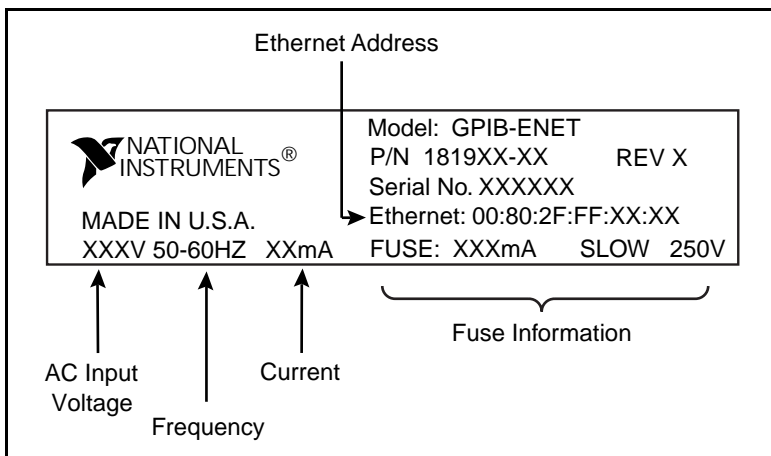 Ethernet Address
NATIONAL
INSTRUMENTS®
MADE IN U.S.A.
XXXV 50-60HZ XXmA
Model: GPIB-ENET
P/N 1819XX-XX REV X
Serial No. XXXXXX
Ethernet: 00:80:2F:FF:XX:XX
FUSE: XXXmA SLOW 250V
AC Input
Voltage
Frequency
Current
Fuse Information